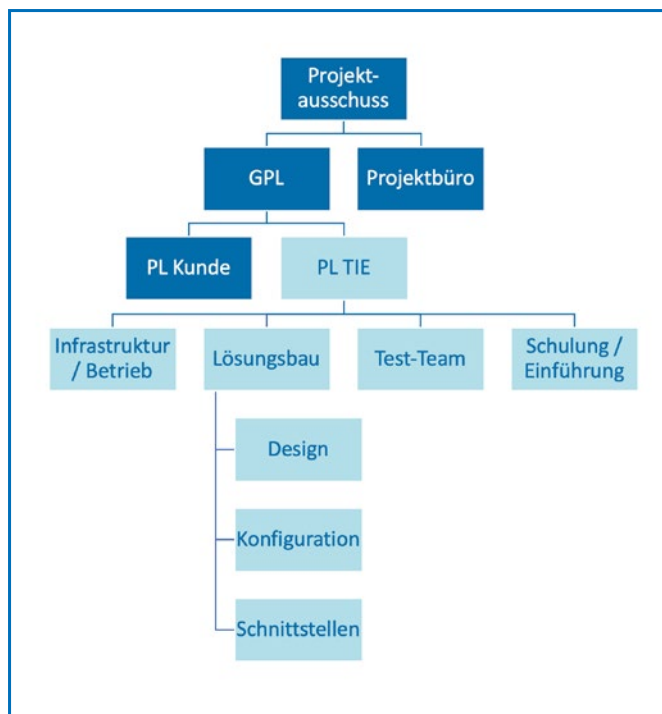 Projekt-
ausschuss
GPL
Projektbüro
PL Kunde
PL TIE
Infrastruktur
/ Betrieb
Lösungsbau
Test-Team
Schulung /
Einführung
Design
Konfiguration
Schnittstellen